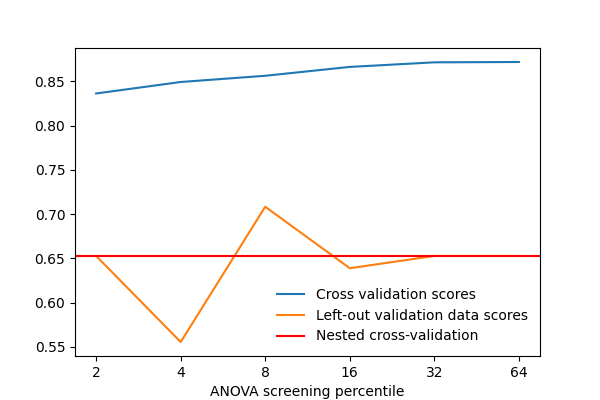 0.85
0.80
0.75
0.70
0.65
0.60
0.55
Cross validation scores
Left-out validation data scores
Nested cross-validation
2 4 8 16 32 64
ANOVA screening percentile